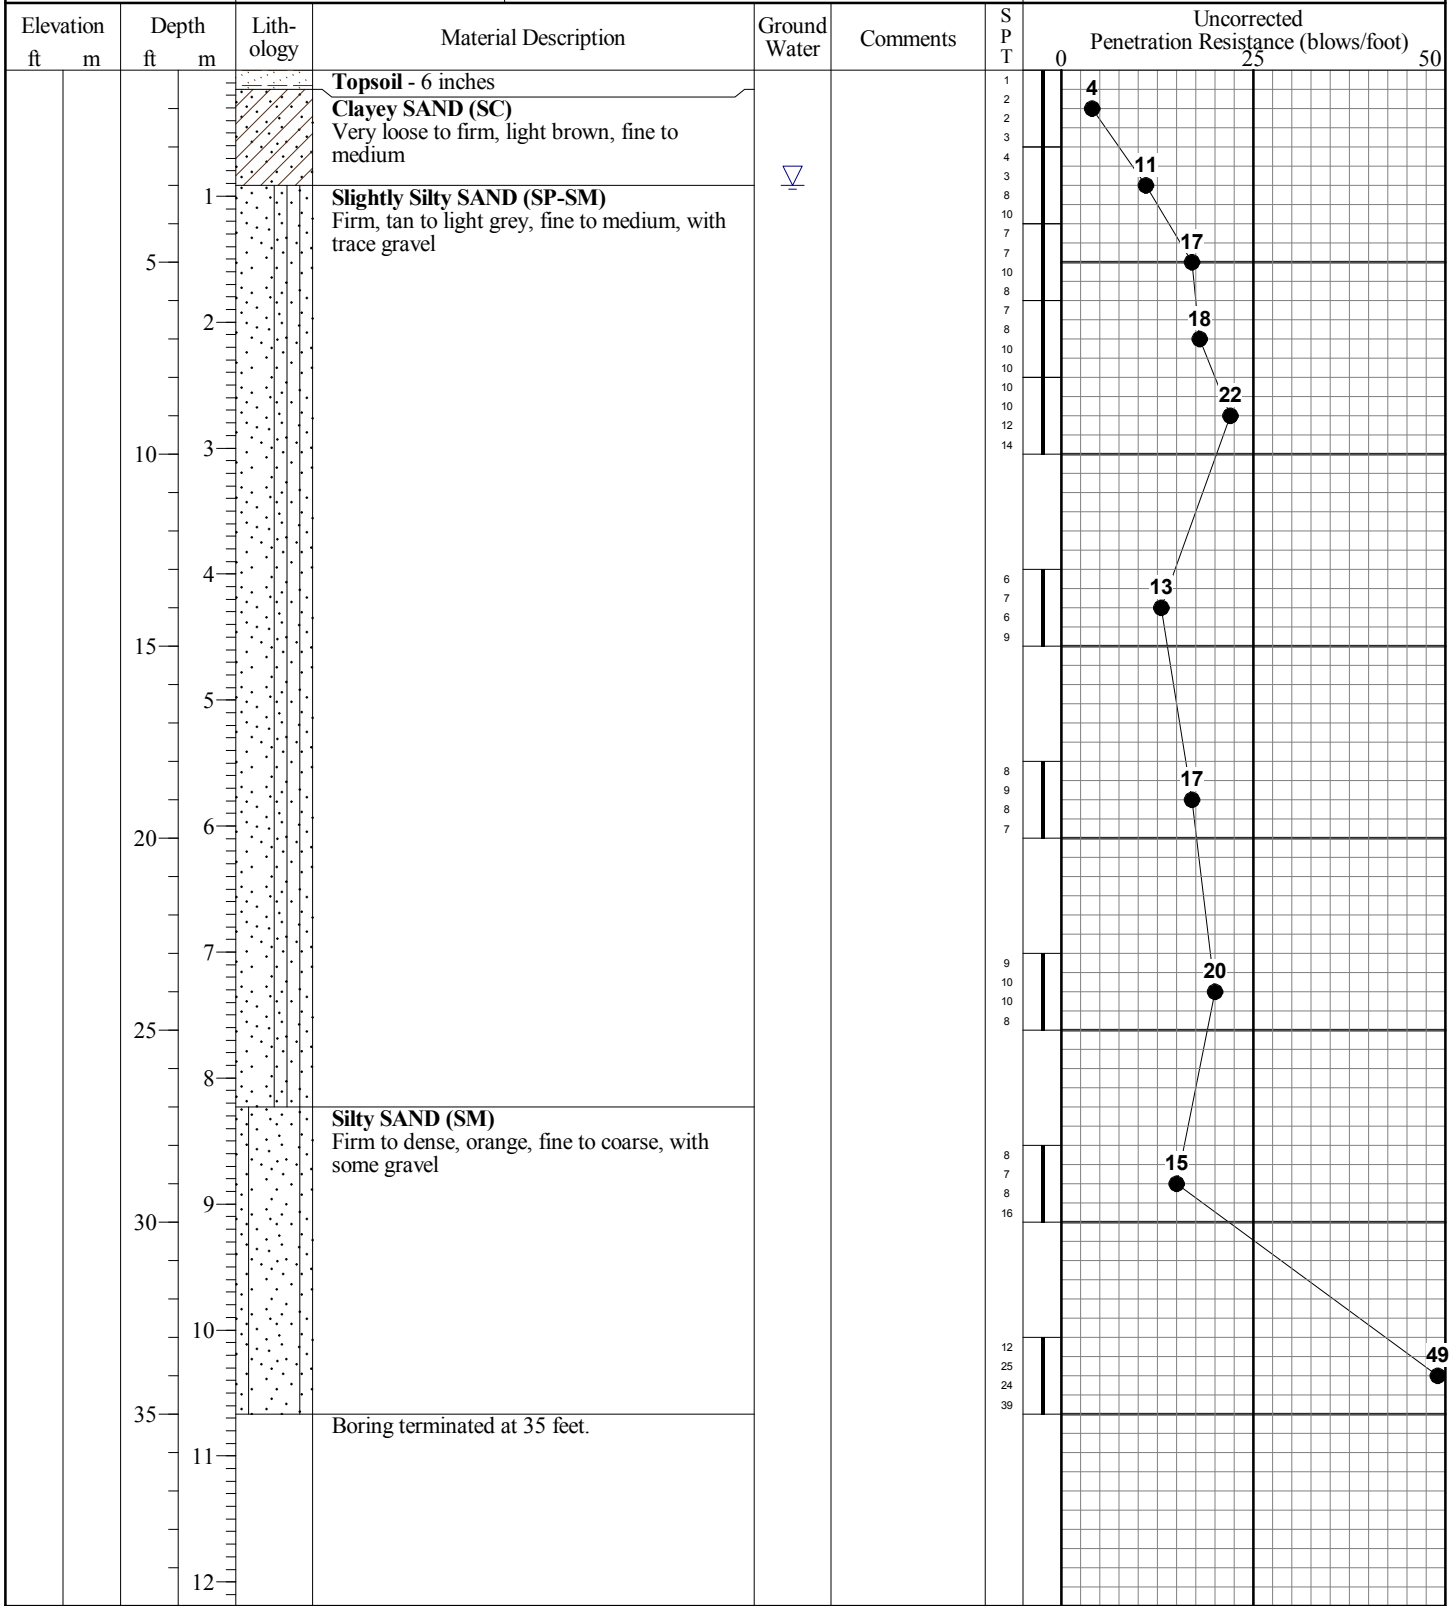 Elevation
ft m
Depth
ft m
Lith-
ology
Material Description
Ground
Water
Comments
S
P
T
Uncorrected
Penetration Resistance (blows/foot)
0 25 50
Topsoil - 6 inches
Clayey SAND (SC)
Very loose to firm, light brown, fine to
medium
Slightly Silty SAND (SP-SM)
Firm, tan to light grey, fine to medium, with
trace gravel
Silty SAND (SM)
Firm to dense, orange, fine to coarse, with
some gravel
Boring terminated at 35 feet.
5
10
15
20
25
30
35
1
2
3
4
5
6
7
8
9
10
11
12
1
2
2
3
4
3
8
10
7
7
10
8
7
8
10
10
10
10
12
14
6
7
6
9
8
9
8
7
9
10
10
8
8
7
8
16
12
25
24
39
4
11
17
18
22
13
17
20
15
49